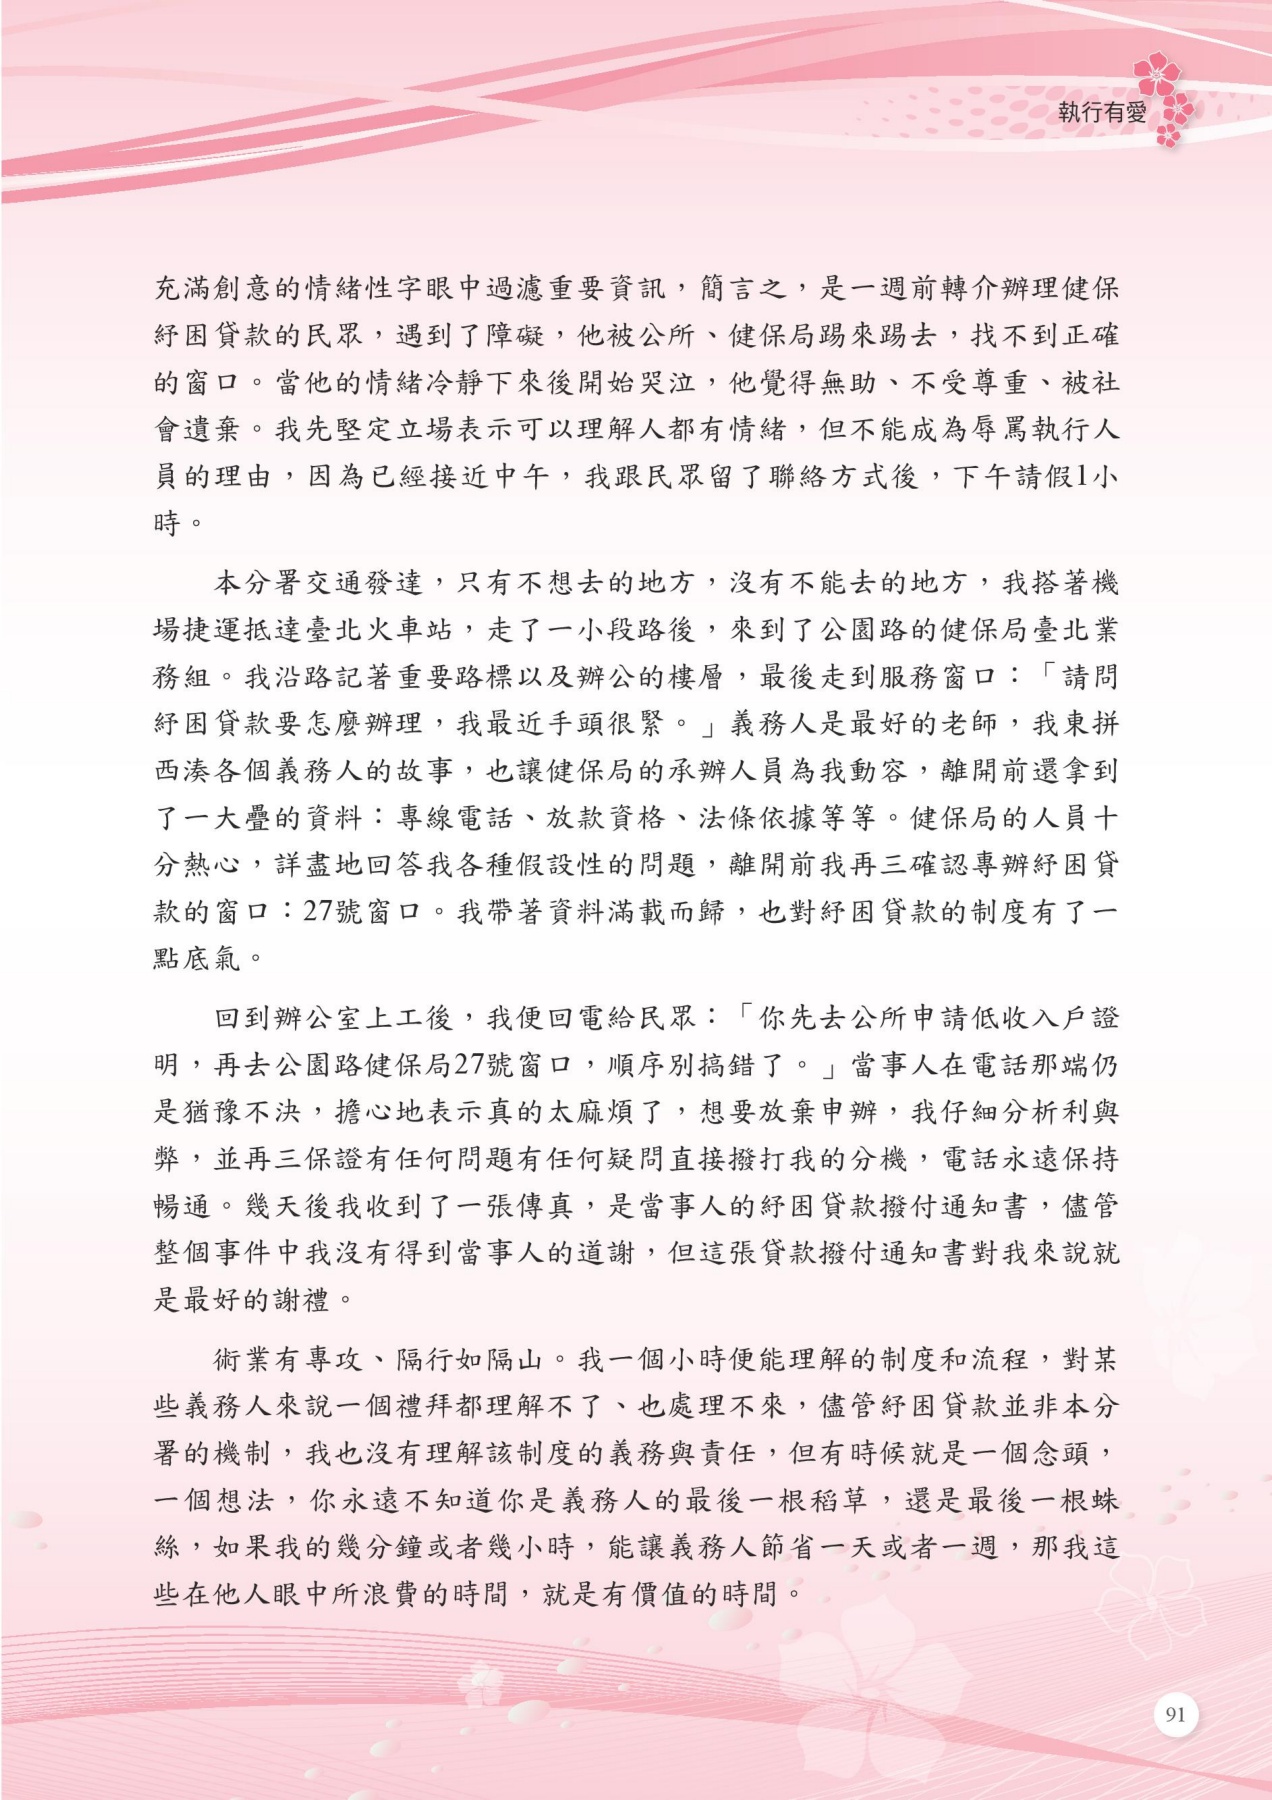 執行有愛
充滿創意的情緒性字眼中過濾重要資訊，簡言之，是一週前轉介辦理健保
紓困貸款的民眾，遇到了障礙，他被公所、健保局踢來踢去，找不到正確
的窗口。當他的情緒冷靜下來後開始哭泣，他覺得無助、不受尊重、被社
會遺棄。我先堅定立場表示可以理解人都有情緒，但不能成為辱罵執行人
員的理由，因為已經接近中午，我跟民眾留了聯絡方式後，下午請假1小
時。
本分署交通發達，只有不想去的地方，沒有不能去的地方，我搭著機
場捷運抵達臺北火車站，走了一小段路後，來到了公園路的健保局臺北業
務組。我沿路記著重要路標以及辦公的樓層，最後走到服務窗口：「請問
紓困貸款要怎麼辦理，我最近手頭很緊。」義務人是最好的老師，我東拼
西湊各個義務人的故事，也讓健保局的承辦人員為我動容，離開前還拿到
了一大疊的資料：專線電話、放款資格、法條依據等等。健保局的人員十
分熱心，詳盡地回答我各種假設性的問題，離開前我再三確認專辦紓困貸
款的窗口：27號窗口。我帶著資料滿載而歸，也對紓困貸款的制度有了一
點底氣。
回到辦公室上工後，我便回電給民眾：「你先去公所申請低收入戶證
明，再去公園路健保局27號窗口，順序別搞錯了。」當事人在電話那端仍
是猶豫不決，擔心地表示真的太麻煩了，想要放棄申辦，我仔細分析利與
弊，並再三保證有任何問題有任何疑問直接撥打我的分機，電話永遠保持
暢通。幾天後我收到了一張傳真，是當事人的紓困貸款撥付通知書，儘管
整個事件中我沒有得到當事人的道謝，但這張貸款撥付通知書對我來說就
是最好的謝禮。
術業有專攻、隔行如隔山。我一個小時便能理解的制度和流程，對某
些義務人來說一個禮拜都理解不了、也處理不來，儘管紓困貸款並非本分
署的機制，我也沒有理解該制度的義務與責任，但有時候就是一個念頭，
一個想法，你永遠不知道你是義務人的最後一根稻草，還是最後一根蛛
絲，如果我的幾分鐘或者幾小時，能讓義務人節省一天或者一週，那我這
些在他人眼中所浪費的時間，就是有價值的時間。
91